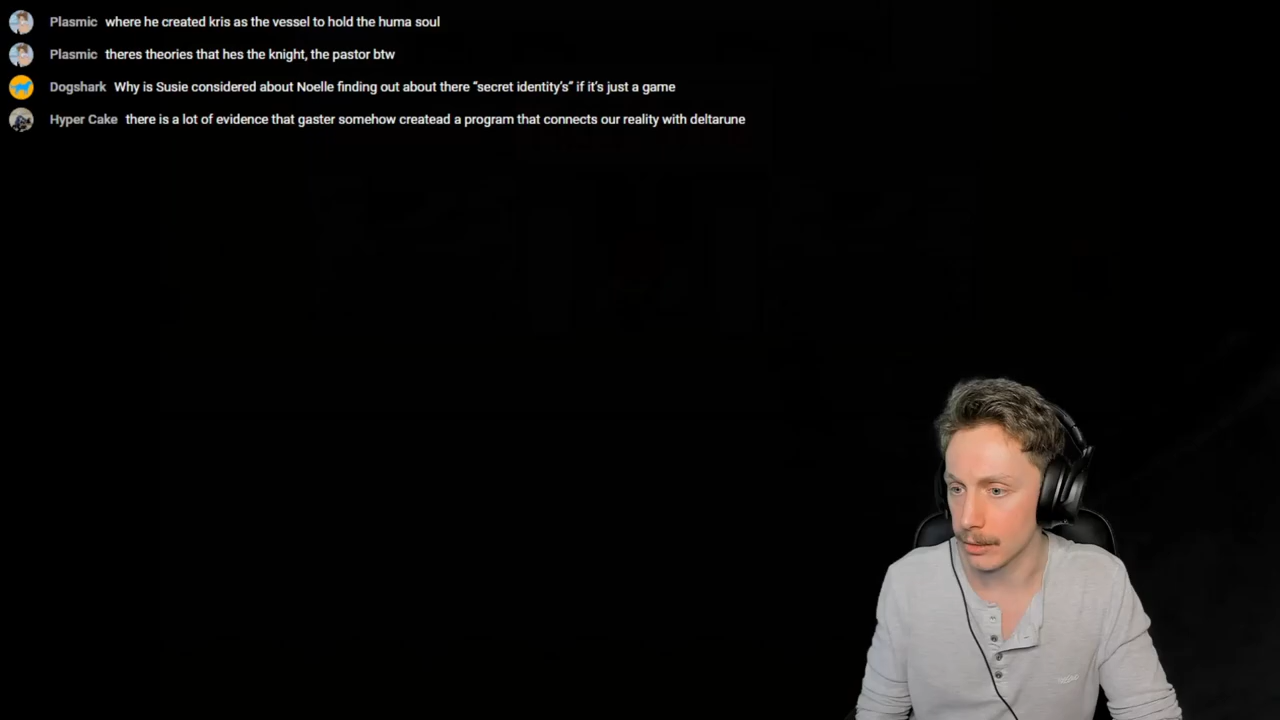 Plasmic where he created kris as the vessel to hold the huma soul
Plasmic theres theories that hes the knight, the pastor btw
Dogshark Why is Susie considered about Noelle finding out about there “secret identity’s” if it’s just a game
Hyper Cake there is a lot of evidence that gaster somehow createad a program that connects our reality with deltarune